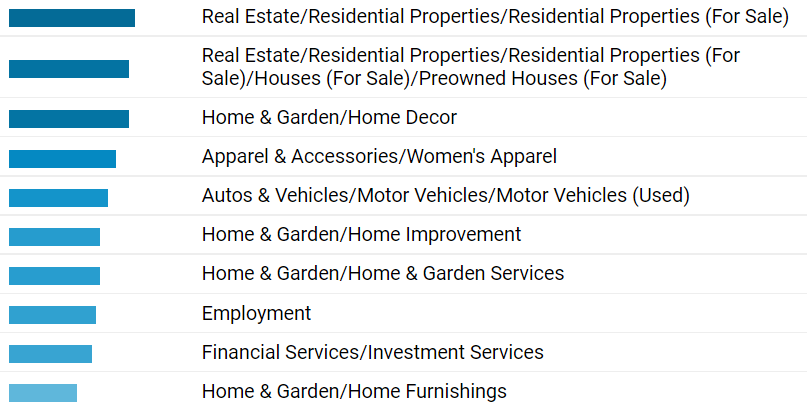 Real Estate/Residential Properties/Residential Properties (For Sale)
Real Estate/Residential Properties/Residential Properties (For
Sale)/Houses (For Sale)/Preowned Houses (For Sale)
Home & Garden/Home Decor
Apparel & Accessories/Women's Apparel
Autos & Vehicles/Motor Vehicles/Motor Vehicles (Used)
Home & Garden/Home Improvement
Home & Garden/Home & Garden Services
Employment
Financial Services/Investment Services
Home & Garden/Home Furnishings